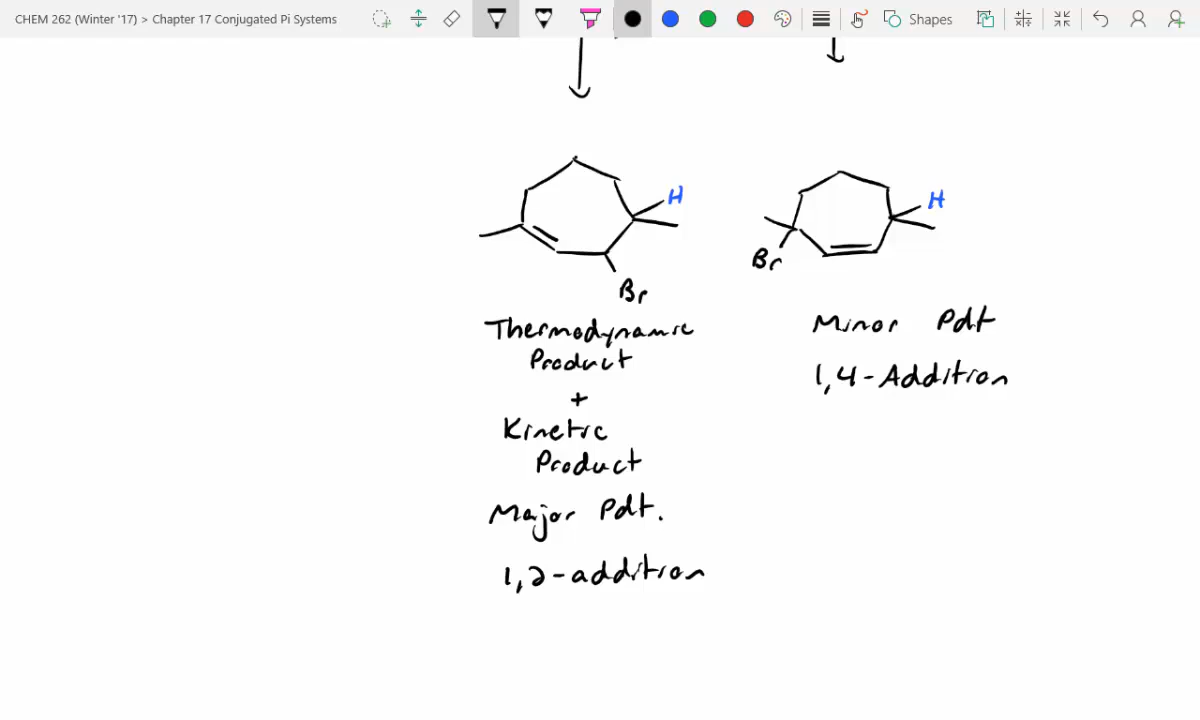 CHEM 262 (Winter '17) > Chapter 17 Conjugated Pi Systems
Shapes
H
Br
H
Br
Thermodynamic
Product
+
Kinetic
Product
Major Pdt.
1,2-addition
Minor Pdt
1,4-Addition